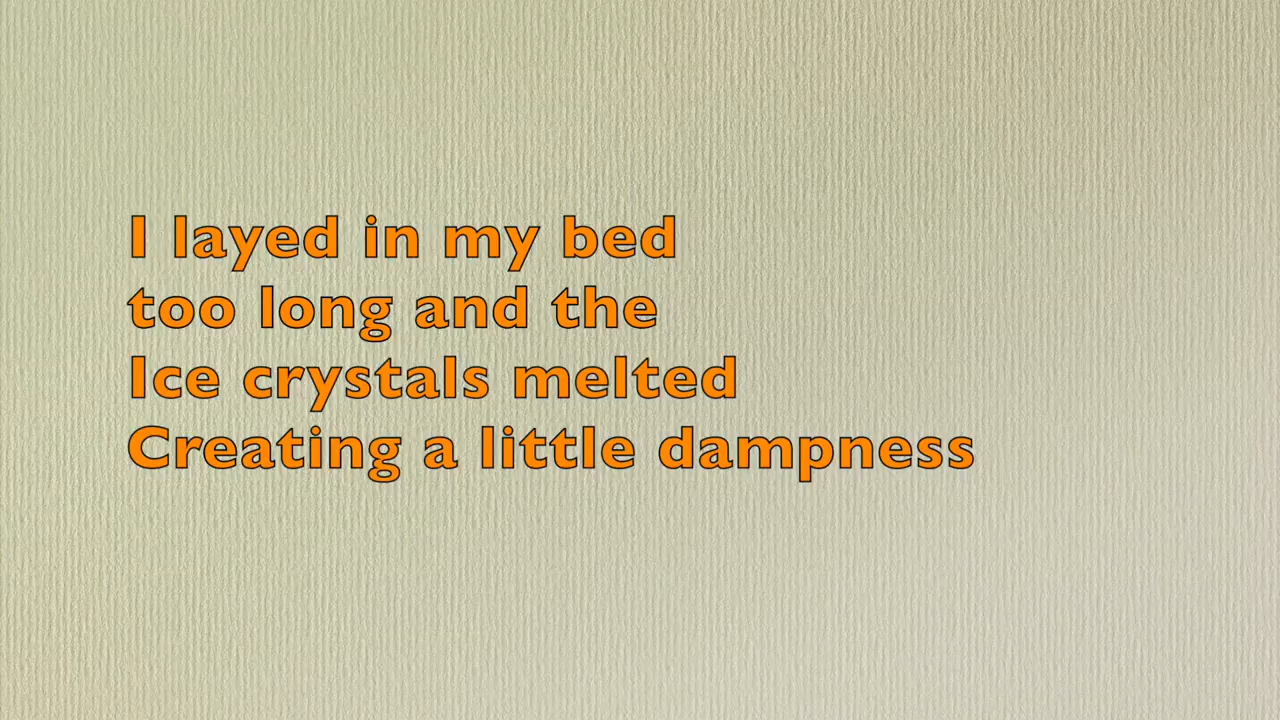 I layed in my bed
too long and the
Ice crystals melted
Creating a little dampness